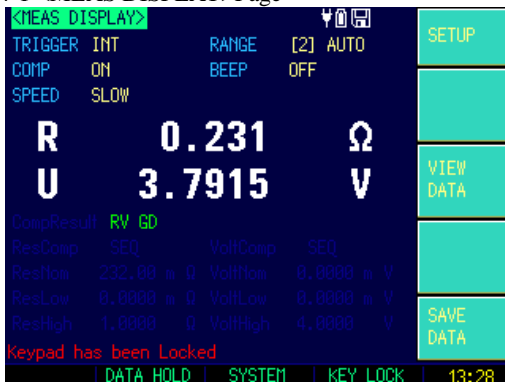 <MEAS DISPLAY>
SETUP
TRIGGER INT RANGE [2] AUTO
COMP ON BEEP OFF
SPEED SLOW
R 0.231 Ω
U 3.7915 V
VIEW DATA
CompResult RV GD
ResComp SEQ VoltComp SEQ
ResNom 232.00 m Ω VoltNom 0.0000 m V
ResLow 0.0000 m Ω VoltLow 0.0000 m V
ResHigh 1.0000 Ω VoltHigh 4.0000 V
SAVE DATA
Keypad has been Locked
DATA HOLD SYSTEM KEY LOCK 13:28